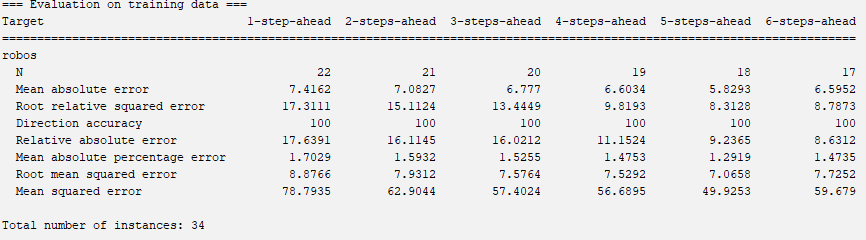 === Evaluation on training data ===
Target 1-step-ahead 2-steps-ahead 3-steps-ahead 4-steps-ahead 5-steps-ahead 6-steps-ahead
================================================================================
robos
N 22 21 20 19 18 17
Mean absolute error 7.4162 7.0827 6.777 6.6034 5.8293 6.5952
Root relative squared error 17.3111 15.1124 13.4449 9.8193 8.3128 8.7873
Direction accuracy 100 100 100 100 100 100
Relative absolute error 17.6391 16.1145 16.0212 11.1524 9.2365 8.6312
Mean absolute percentage error 1.7029 1.5932 1.5255 1.4753 1.2919 1.4735
Root mean squared error 8.8766 7.9312 7.5764 7.5292 7.0658 7.7252
Mean squared error 78.7935 62.9044 57.4024 56.6895 49.9253 59.679
Total number of instances: 34